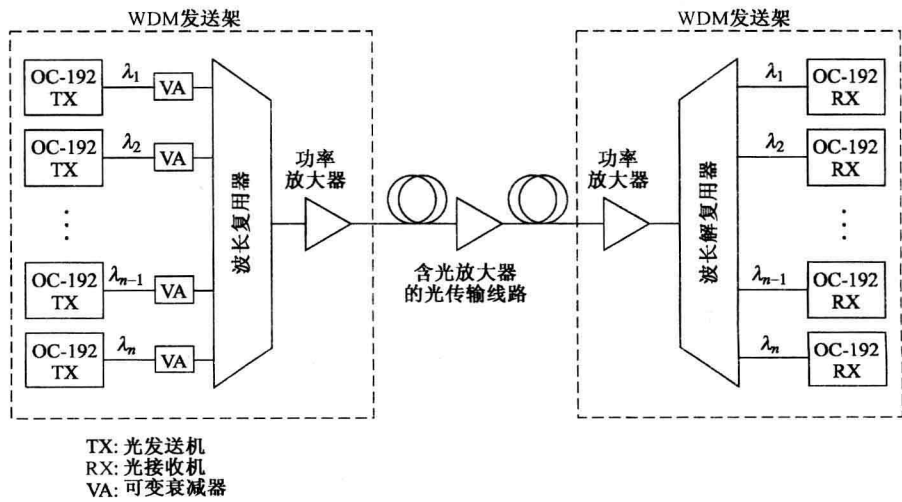 WDM发送架
WDM发送架
OC-192
TX
λ1
VA
OC-192
TX
λ2
VA
⋮
OC-192
TX
λn−1
VA
OC-192
TX
λn
VA
波长复用器
功率
放大器
含光放大器
的光传输线路
功率
放大器
波长解复用器
λ1
OC-192
RX
λ2
OC-192
RX
⋮
λn−1
OC-192
RX
λn
OC-192
RX
TX: 光发送机
RX: 光接收机
VA: 可变衰减器